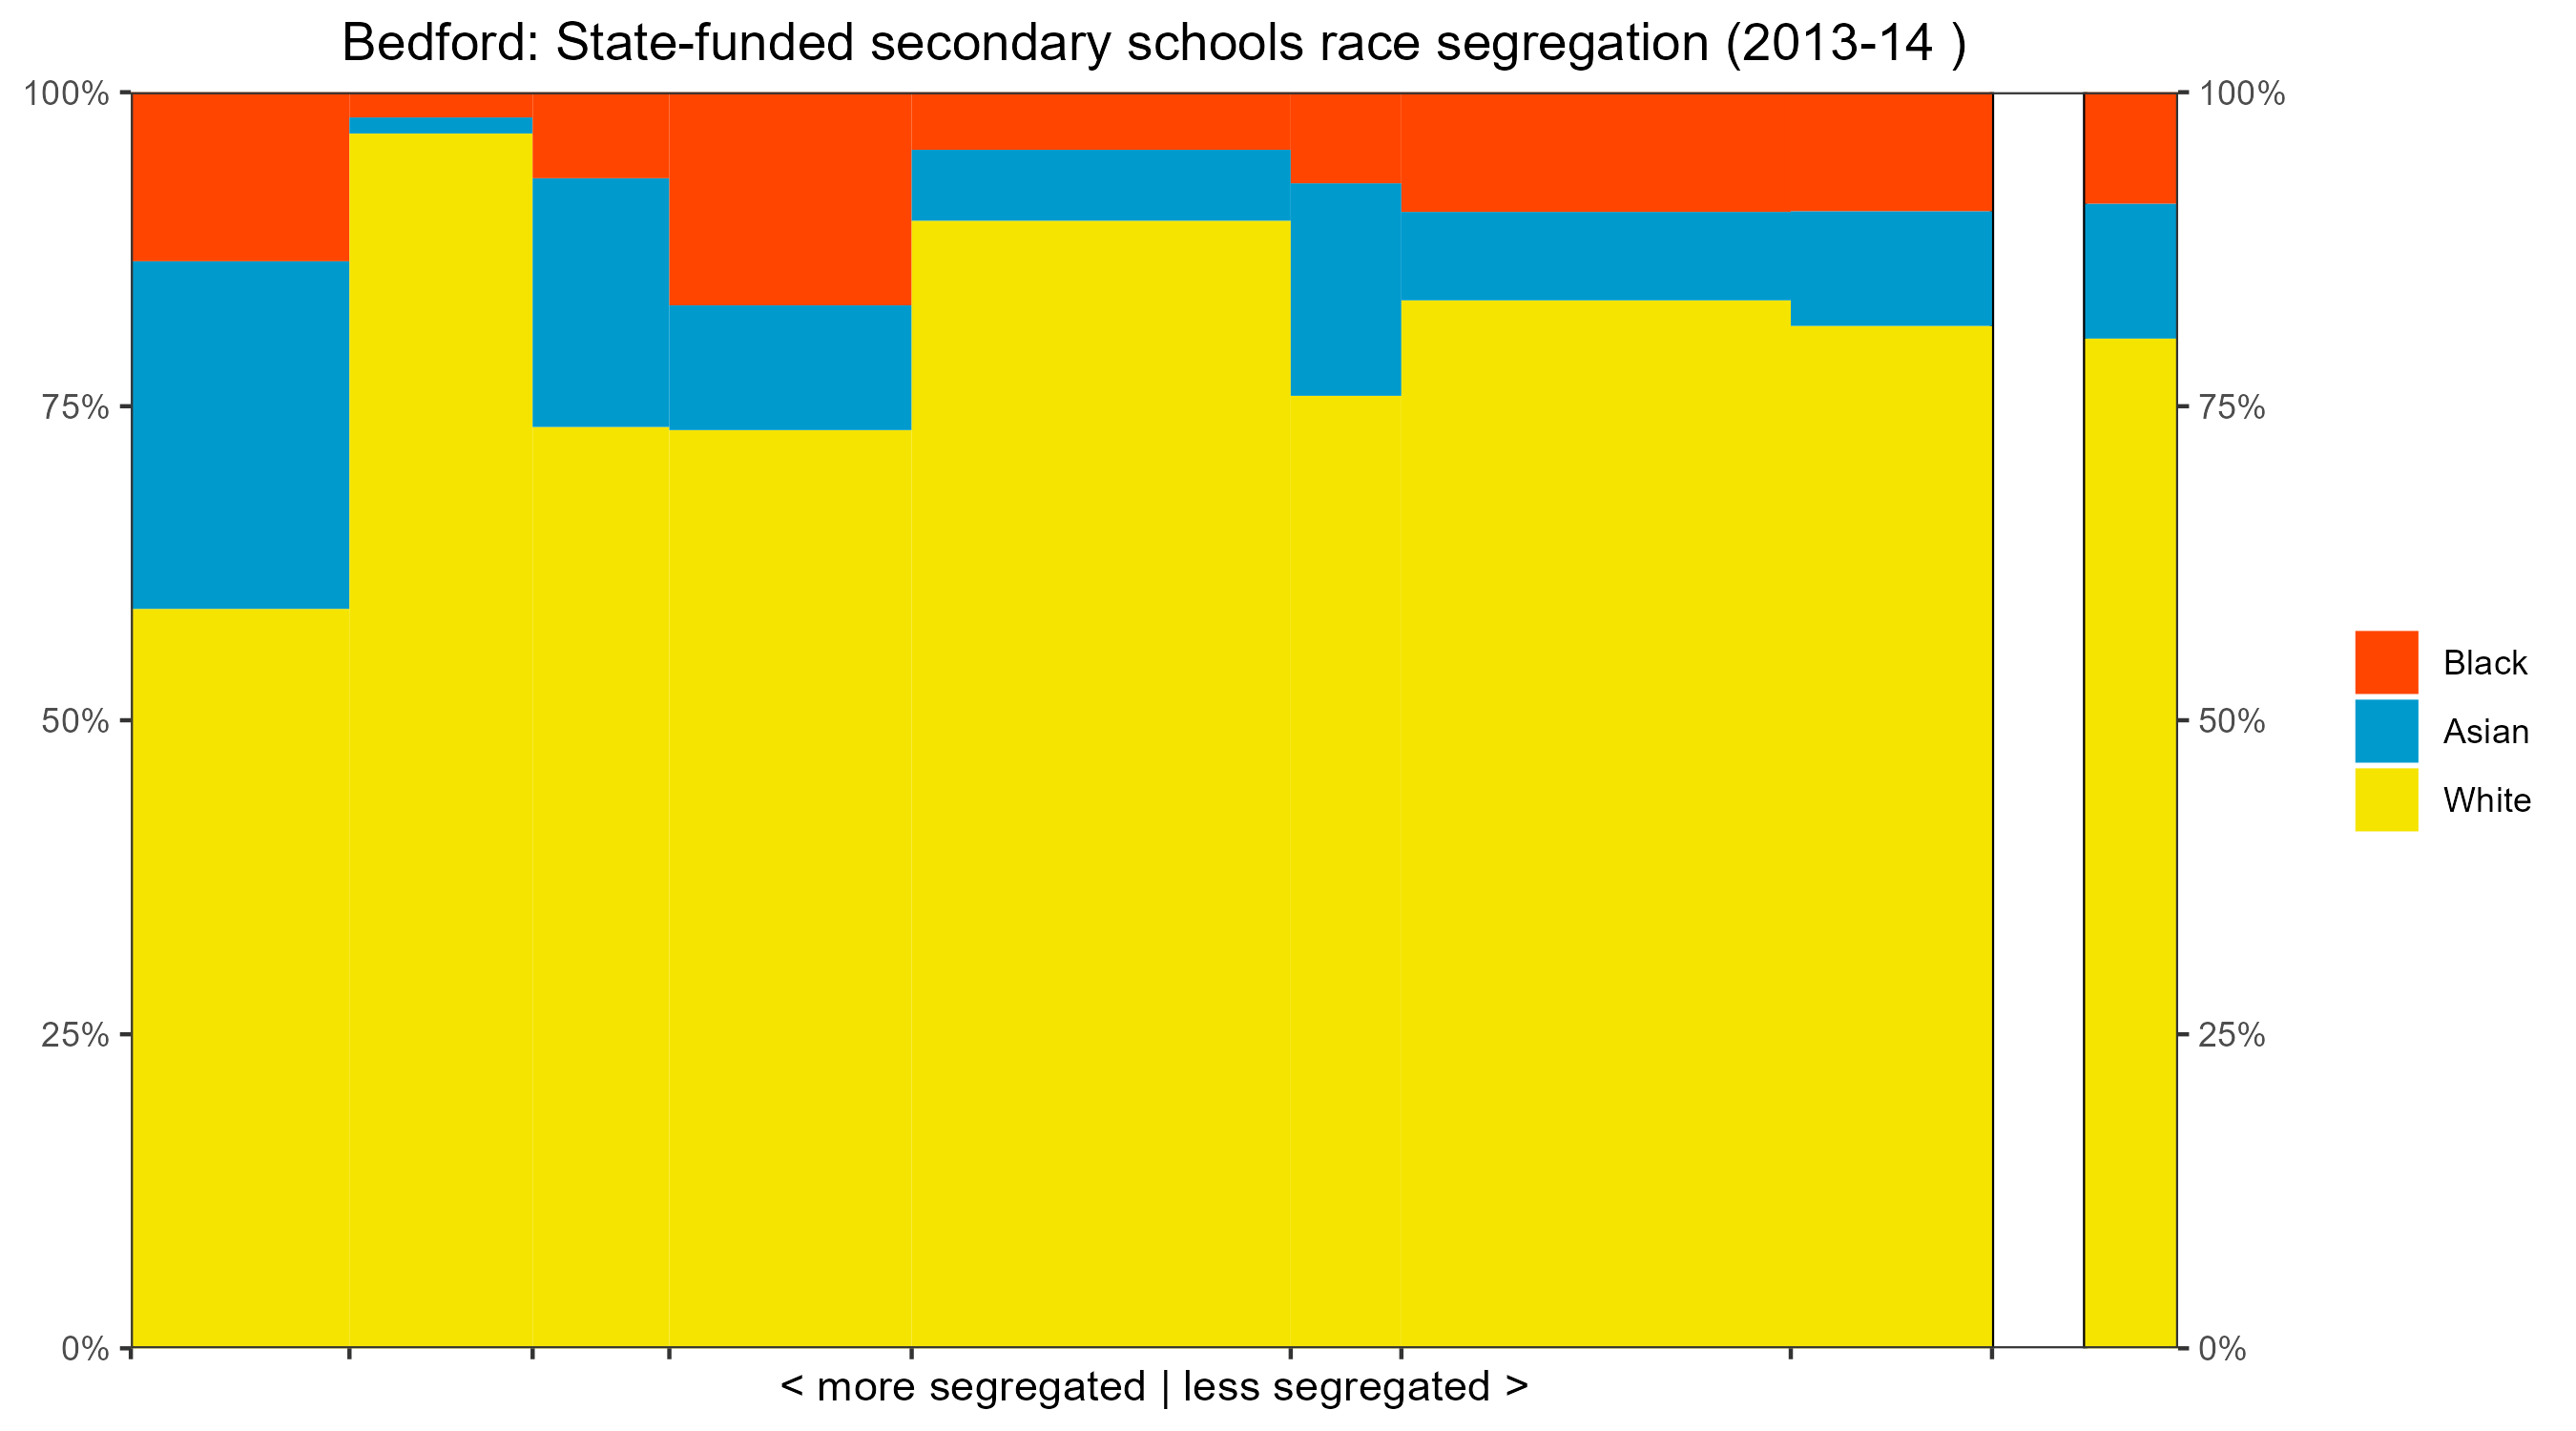 Bedford: State-funded secondary schools race segregation (2013-14 )
100%
75%
50%
25%
0%
100%
75%
50%
25%
0%
Black
Asian
White
< more segregated | less segregated >